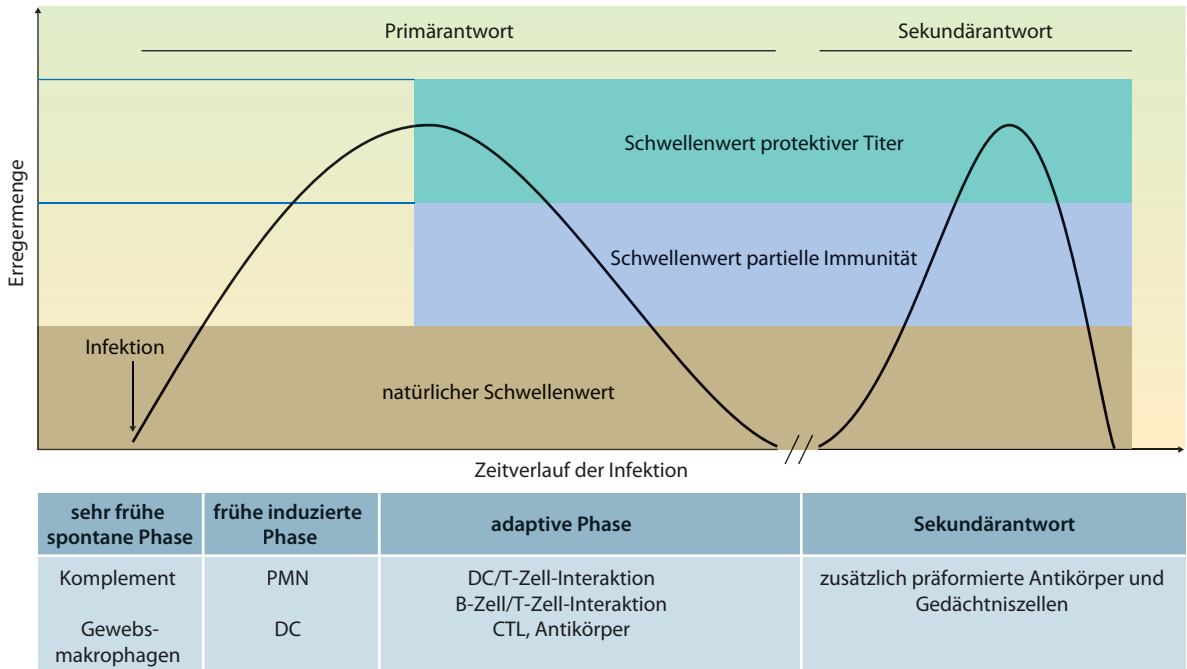 Primärantwort
Sekundärantwort
Erregermenge
Schwellenwert protektiver Titer
Schwellenwert partielle Immunität
Infektion
natürlicher Schwellenwert
Zeitverlauf der Infektion
sehr frühe
spontane Phase
frühe induzierte
Phase
adaptive Phase
Sekundärantwort
Komplement
Gewebs-
makrophagen
PMN
DC
DC/T-Zell-Interaktion
B-Zell/T-Zell-Interaktion
CTL, Antikörper
zusätzlich präformierte Antikörper und
Gedächtniszellen